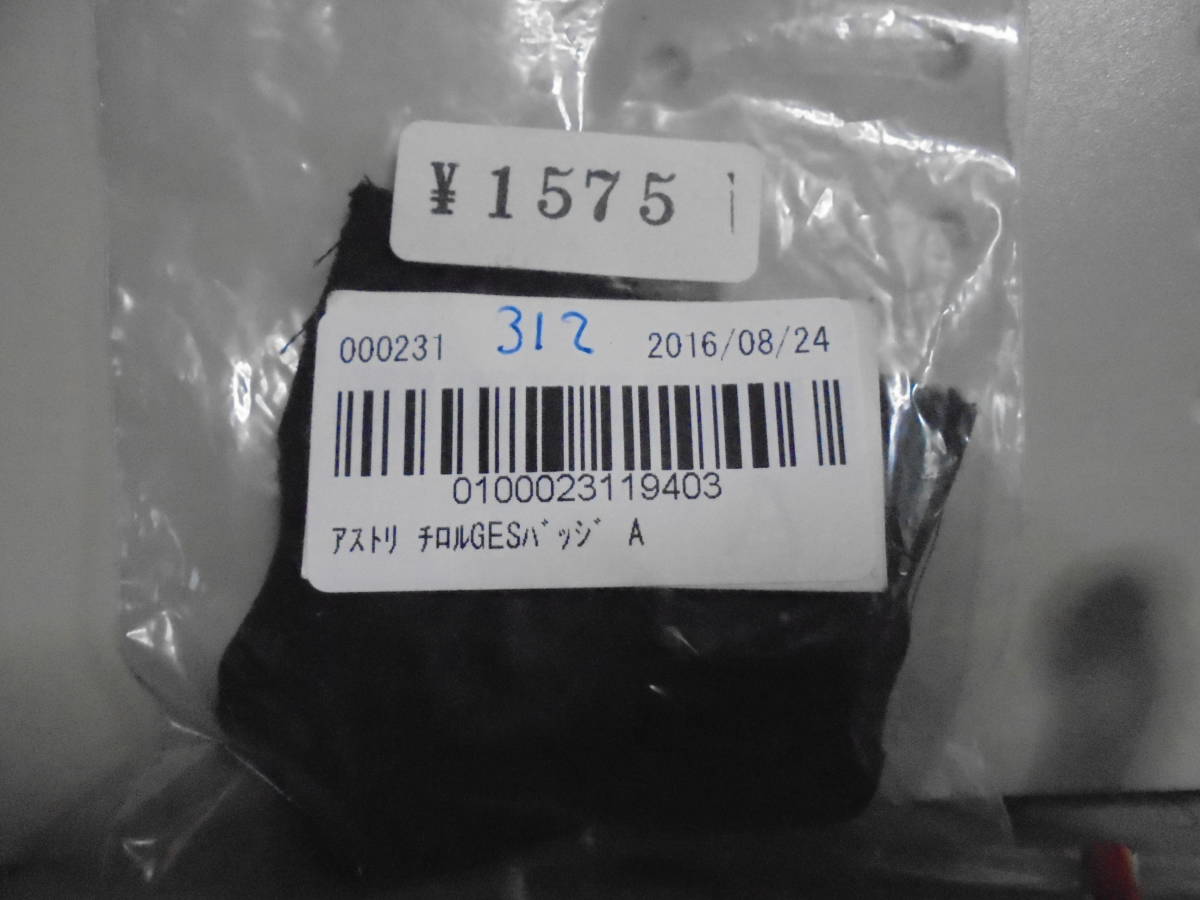 ¥1575
000231 312 2016/08/24
0100023119403
ｱｽﾄﾘ ﾁﾛﾙGESﾊﾞｯｼﾞ A